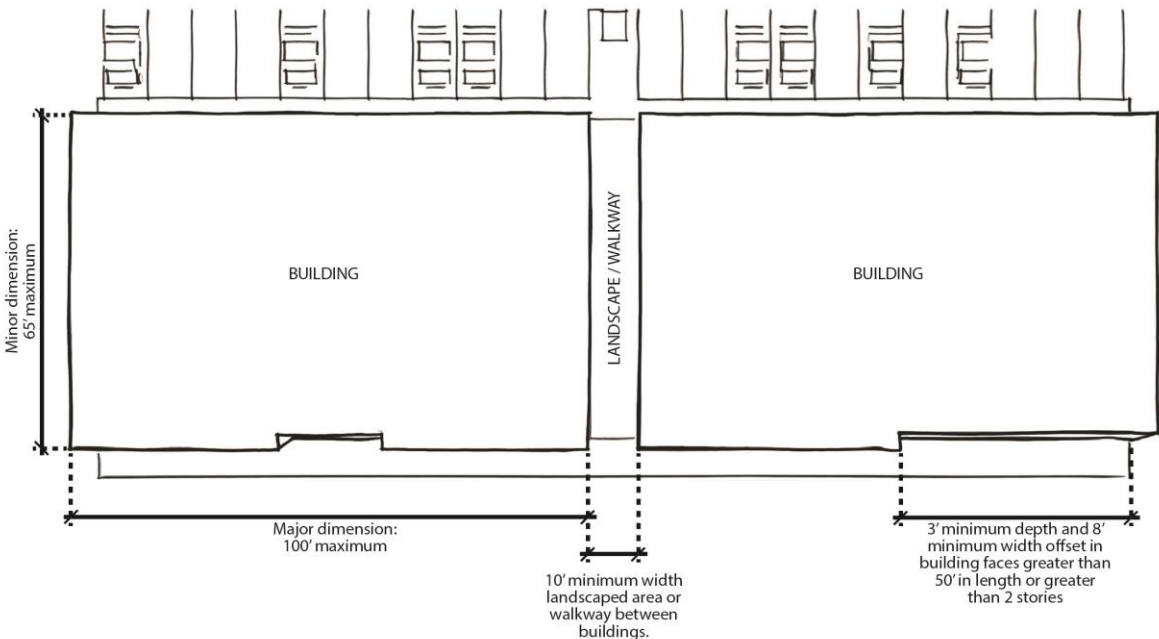 Minor dimension:
65' maximum
BUILDING
LANDSCAPE / WALKWAY
BUILDING
Major dimension:
100' maximum
10' minimum width
landscaped area or
walkway between
buildings.
3' minimum depth and 8'
minimum width offset in
building faces greater than
50' in length or greater
than 2 stories